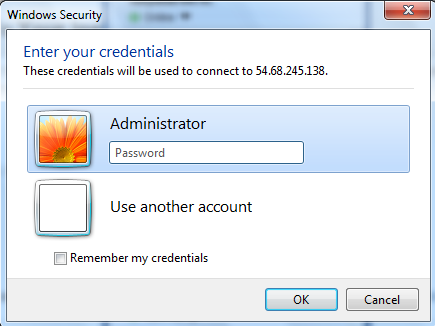 Windows Security
Enter your credentials
These credentials will be used to connect to 54.68.245.138.
Administrator
Password
Use another account
Remember my credentials
OK
Cancel